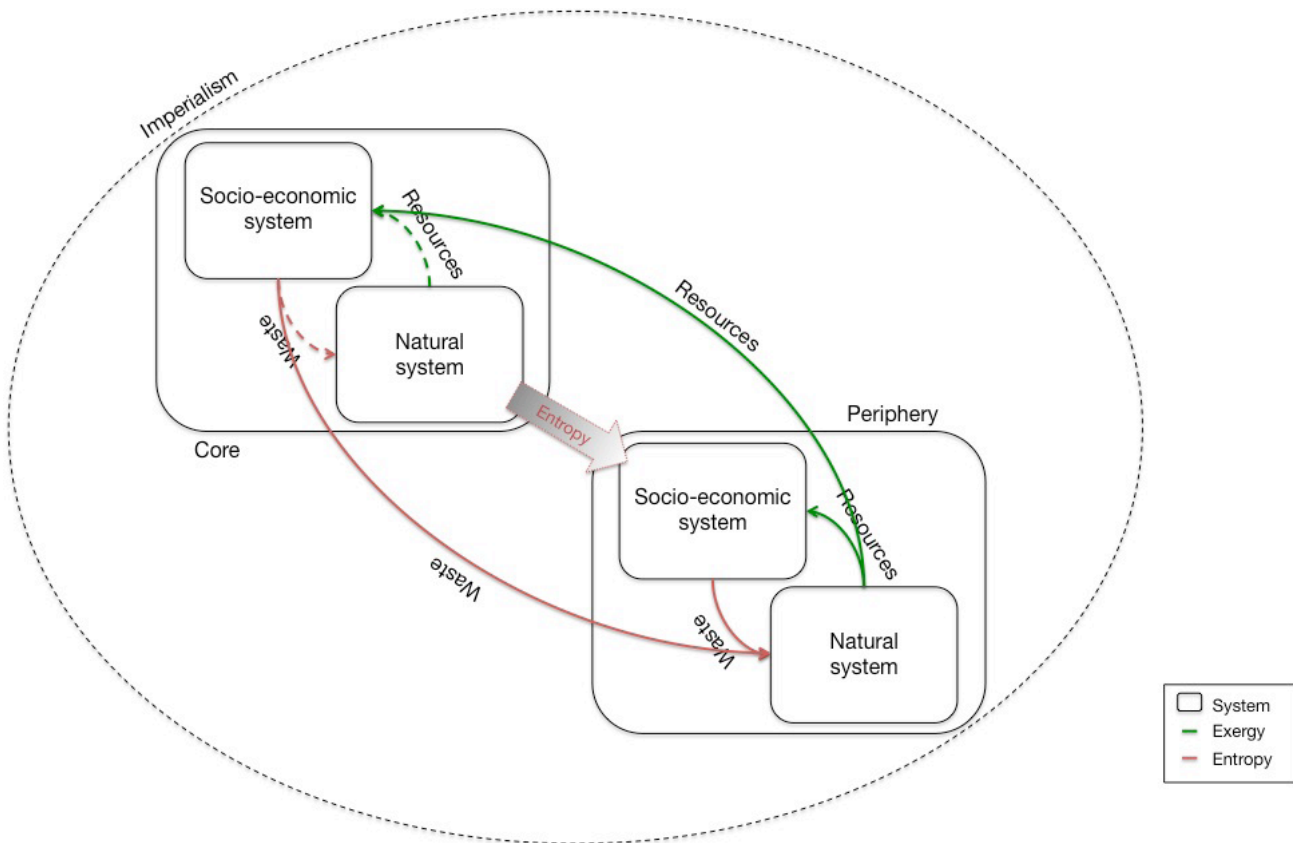 Imperialism
Socio-economic
system
Resources
Waste
Natural
system
Core
Entropy
Resources
Periphery
Socio-economic
system
Resources
Waste
Waste
Natural
system
System
Exergy
Entropy